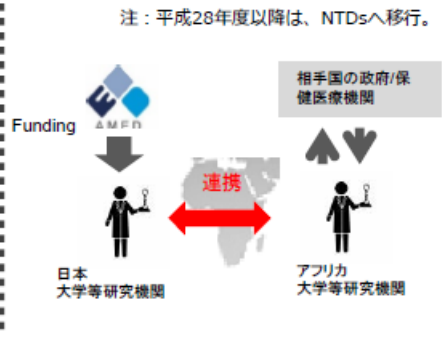 注：平成28年度以降は、NTDsへ移行。
相手国の政府/保
健医療機関
Funding
AMED
連携
日本
大学等研究機関
アフリカ
大学等研究機関